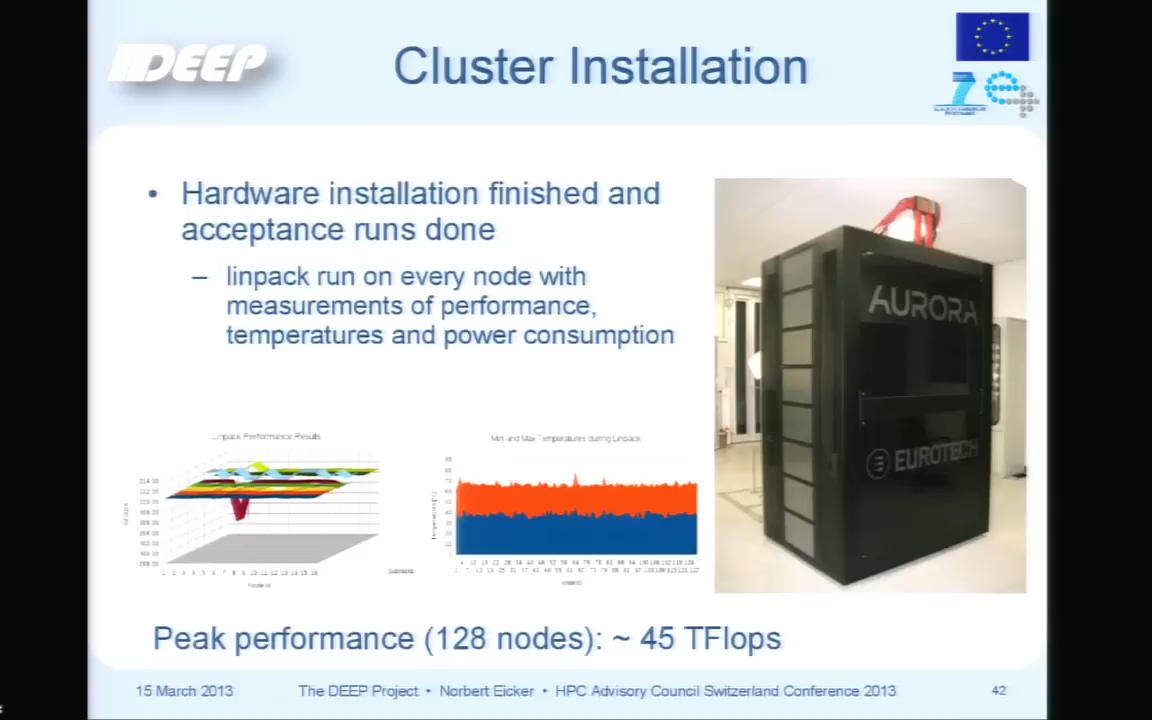 DEEP
Cluster Installation
• Hardware installation finished and
acceptance runs done
– linpack run on every node with
measurements of performance,
temperatures and power consumption
AURORA
EUROTECH
Linpack Performance Results
Min and Max Temperatures during Linpack
Peak performance (128 nodes): ~ 45 TFlops
15 March 2013
The DEEP Project • Norbert Eicker • HPC Advisory Council Switzerland Conference 2013
42